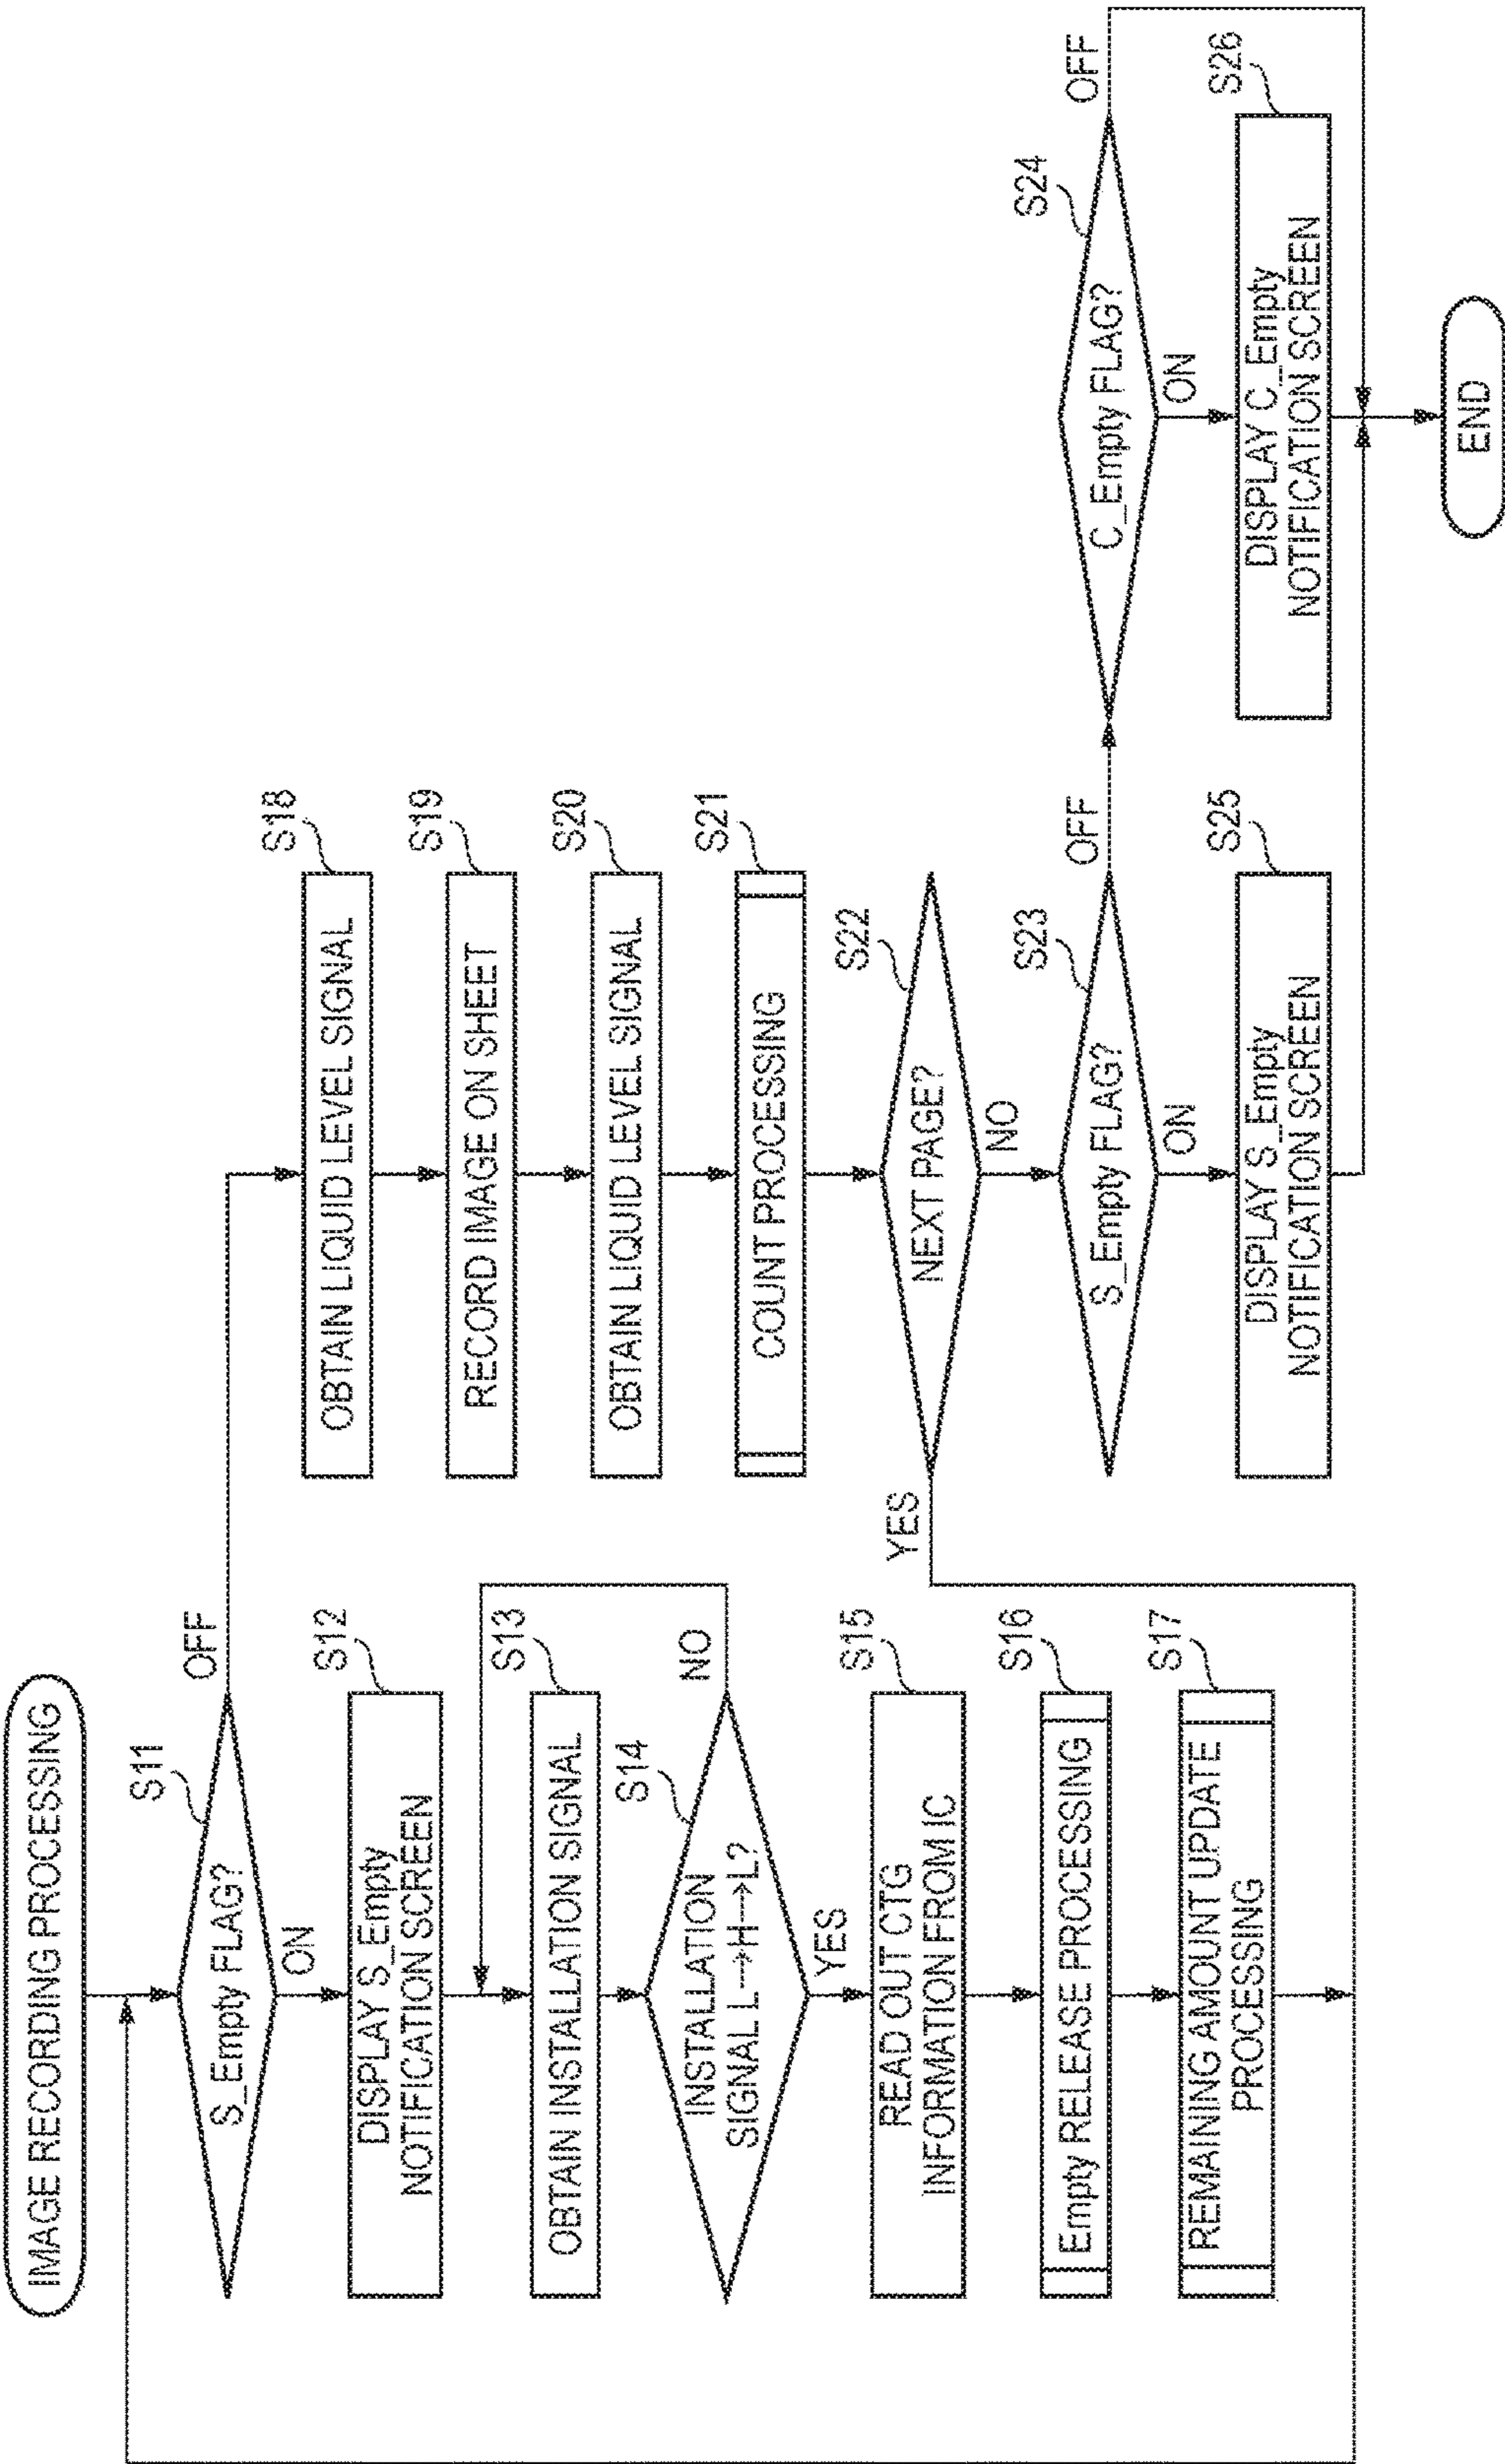 IMAGE RECORDING PROCESSING
S11
S_Empty FLAG?
OFF
ON
S12
DISPLAY S_Empty
NOTIFICATION SCREEN
S13
OBTAIN INSTALLATION SIGNAL
S14
INSTALLATION
SIGNAL L→H→L?
NO
YES
S15
READ OUT CTG
INFORMATION FROM IC
S16
Empty RELEASE PROCESSING
S17
REMAINING AMOUNT UPDATE
PROCESSING
S18
OBTAIN LIQUID LEVEL SIGNAL
S19
RECORD IMAGE ON SHEET
S20
OBTAIN LIQUID LEVEL SIGNAL
S21
COUNT PROCESSING
S22
NEXT PAGE?
YES
NO
S23
S_Empty FLAG?
OFF
ON
S25
DISPLAY S_Empty
NOTIFICATION SCREEN
S24
C_Empty FLAG?
OFF
ON
S26
DISPLAY C_Empty
NOTIFICATION SCREEN
END